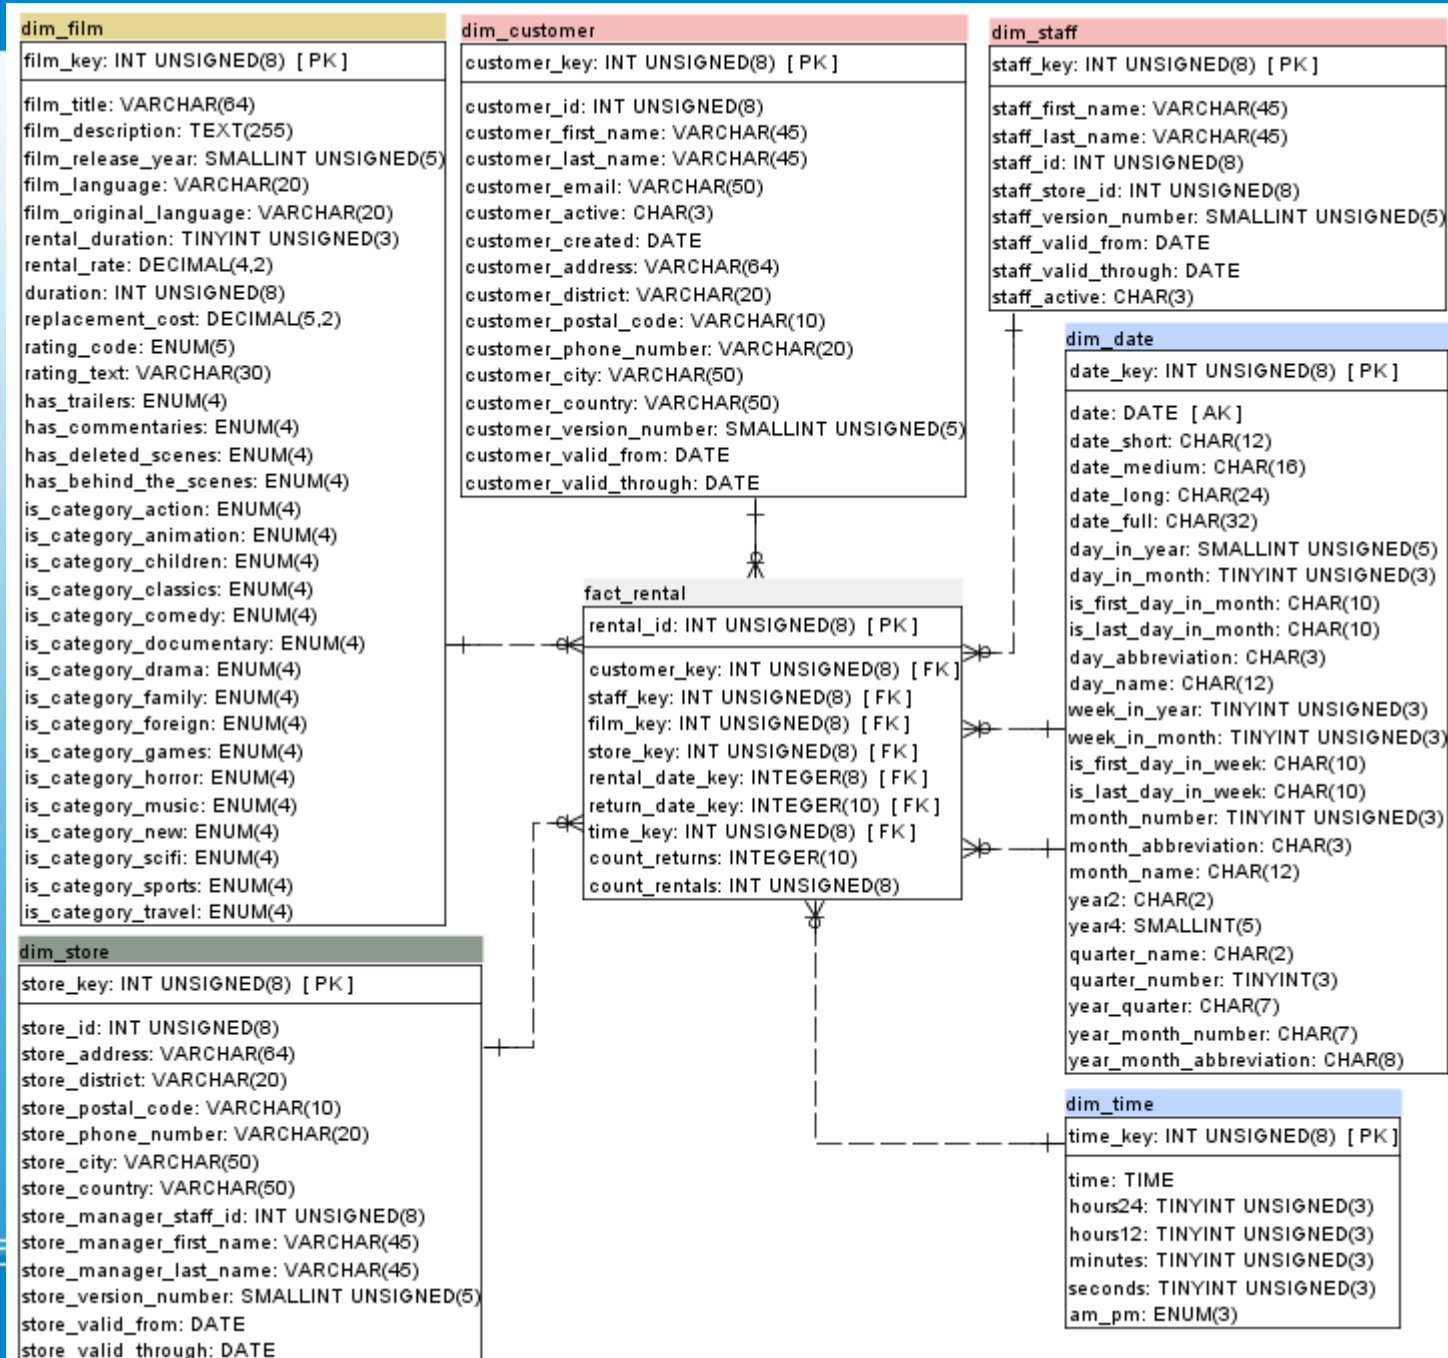 dim_film
film_key: INT UNSIGNED(8) [ PK ]
film_title: VARCHAR(64)
film_description: TEXT(255)
film_release_year: SMALLINT UNSIGNED(5)
film_language: VARCHAR(20)
film_original_language: VARCHAR(20)
rental_duration: TINYINT UNSIGNED(3)
rental_rate: DECIMAL(4,2)
duration: INT UNSIGNED(8)
replacement_cost: DECIMAL(5,2)
rating_code: ENUM(5)
rating_text: VARCHAR(30)
has_trailers: ENUM(4)
has_commentaries: ENUM(4)
has_deleted_scenes: ENUM(4)
has_behind_the_scenes: ENUM(4)
is_category_action: ENUM(4)
is_category_animation: ENUM(4)
is_category_children: ENUM(4)
is_category_classics: ENUM(4)
is_category_comedy: ENUM(4)
is_category_documentary: ENUM(4)
is_category_drama: ENUM(4)
is_category_family: ENUM(4)
is_category_foreign: ENUM(4)
is_category_games: ENUM(4)
is_category_horror: ENUM(4)
is_category_music: ENUM(4)
is_category_new: ENUM(4)
is_category_scifi: ENUM(4)
is_category_sports: ENUM(4)
is_category_travel: ENUM(4)
dim_customer
customer_key: INT UNSIGNED(8) [ PK ]
customer_id: INT UNSIGNED(8)
customer_first_name: VARCHAR(45)
customer_last_name: VARCHAR(45)
customer_email: VARCHAR(50)
customer_active: CHAR(3)
customer_created: DATE
customer_address: VARCHAR(64)
customer_district: VARCHAR(20)
customer_postal_code: VARCHAR(10)
customer_phone_number: VARCHAR(20)
customer_city: VARCHAR(50)
customer_country: VARCHAR(50)
customer_version_number: SMALLINT UNSIGNED(5)
customer_valid_from: DATE
customer_valid_through: DATE
dim_staff
staff_key: INT UNSIGNED(8) [ PK ]
staff_first_name: VARCHAR(45)
staff_last_name: VARCHAR(45)
staff_id: INT UNSIGNED(8)
staff_store_id: INT UNSIGNED(8)
staff_version_number: SMALLINT UNSIGNED(5)
staff_valid_from: DATE
staff_valid_through: DATE
staff_active: CHAR(3)
dim_date
date_key: INT UNSIGNED(8) [ PK ]
date: DATE [ AK ]
date_short: CHAR(12)
date_medium: CHAR(16)
date_long: CHAR(24)
date_full: CHAR(32)
day_in_year: SMALLINT UNSIGNED(5)
day_in_month: TINYINT UNSIGNED(3)
is_first_day_in_month: CHAR(10)
is_last_day_in_month: CHAR(10)
day_abbreviation: CHAR(3)
day_name: CHAR(12)
week_in_year: TINYINT UNSIGNED(3)
week_in_month: TINYINT UNSIGNED(3)
is_first_day_in_week: CHAR(10)
is_last_day_in_week: CHAR(10)
month_number: TINYINT UNSIGNED(3)
month_abbreviation: CHAR(3)
month_name: CHAR(12)
year2: CHAR(2)
year4: SMALLINT(5)
quarter_name: CHAR(2)
quarter_number: TINYINT(3)
year_quarter: CHAR(7)
year_month_number: CHAR(7)
year_month_abbreviation: CHAR(8)
fact_rental
rental_id: INT UNSIGNED(8) [ PK ]
customer_key: INT UNSIGNED(8) [ FK ]
staff_key: INT UNSIGNED(8) [ FK ]
film_key: INT UNSIGNED(8) [ FK ]
store_key: INT UNSIGNED(8) [ FK ]
rental_date_key: INTEGER(8) [ FK ]
return_date_key: INTEGER(10) [ FK ]
time_key: INT UNSIGNED(8) [ FK ]
count_returns: INTEGER(10)
count_rentals: INT UNSIGNED(8)
dim_store
store_key: INT UNSIGNED(8) [ PK ]
store_id: INT UNSIGNED(8)
store_address: VARCHAR(64)
store_district: VARCHAR(20)
store_postal_code: VARCHAR(10)
store_phone_number: VARCHAR(20)
store_city: VARCHAR(50)
store_country: VARCHAR(50)
store_manager_staff_id: INT UNSIGNED(8)
store_manager_first_name: VARCHAR(45)
store_manager_last_name: VARCHAR(45)
store_version_number: SMALLINT UNSIGNED(5)
store_valid_from: DATE
store_valid_through: DATE
dim_time
time_key: INT UNSIGNED(8) [ PK ]
time: TIME
hours24: TINYINT UNSIGNED(3)
hours12: TINYINT UNSIGNED(3)
minutes: TINYINT UNSIGNED(3)
seconds: TINYINT UNSIGNED(3)
am_pm: ENUM(3)